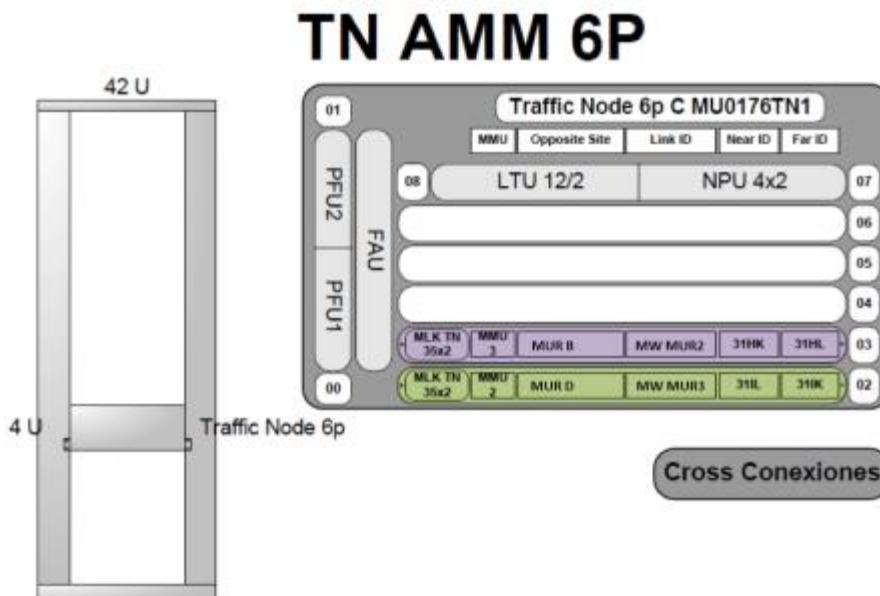 TN AMM 6P
42 U
4 U
Traffic Node 6p
01
Traffic Node 6p C MU0176TN1
MMU Opposite Site Link ID Near ID Far ID
PFU2
FAU
PFU1
00
08 LTU 12/2 NPU 4x2 07
06
05
04
MLK TN 35x2 MMU 3 MUR B MW MUR2 31HK 31HL 03
MLK TN 35x2 MMU 2 MUR D MW MUR3 31IL 31IK 02
Cross Conexiones